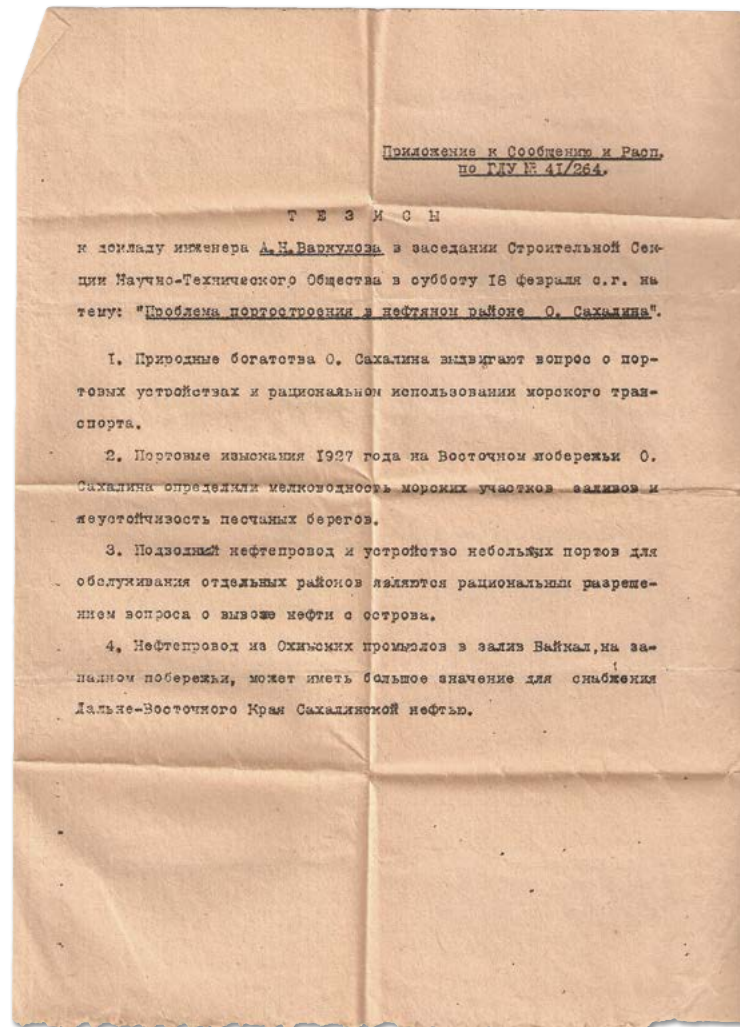 Приложение к Сообщению и Расп.
по ГДУ № 41/264.
Т Е З И С Ы
к докладу инженера А.Н.Варнулова в заседании Строительной Сек-
ции Научно-Технического Общества в субботу 18 февраля с.г. на
тему: "Проблема портостроения в нефтяном районе О. Сахалина".
1. Природные богатства О. Сахалина выдвигают вопрос о пор-
товых устройствах и рациональном использовании морского тран-
спорта.
2. Портовые изыскания 1927 года на Восточном побережьи О.
Сахалина определили мелководность морских участков заливов и
неустойчивость песчаных берегов.
3. Подводный нефтепровод и устройство небольших портов для
обслуживания отдельных районов являются рациональным разреше-
нием вопроса о вывозе нефти с острова.
4. Нефтепровод из Охинских промыслов в залив Байкал,на за-
падном побережьи, может иметь большое значение для снабжения
Дальне-Восточного Края Сахалинской нефтью.